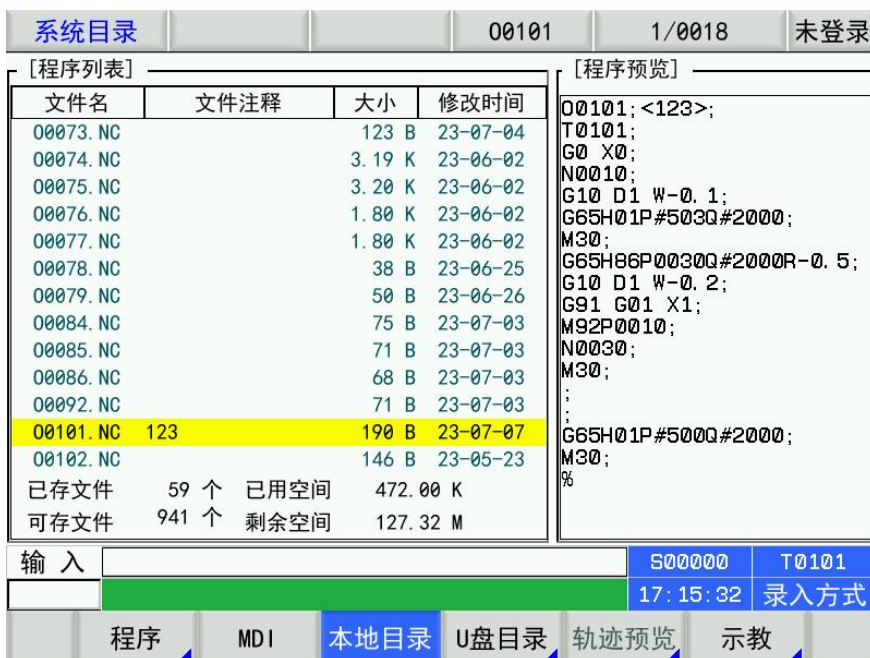 系统目录 O0101 1/0018 未登录
[程序列表]
文件名 文件注释 大小 修改时间
O0073.NC 123 B 23-07-04
O0074.NC 3.19 K 23-06-02
O0075.NC 3.20 K 23-06-02
O0076.NC 1.80 K 23-06-02
O0077.NC 1.80 K 23-06-02
O0078.NC 38 B 23-06-25
O0079.NC 50 B 23-06-26
O0084.NC 75 B 23-07-03
O0085.NC 71 B 23-07-03
O0086.NC 68 B 23-07-03
O0092.NC 71 B 23-07-03
O0101.NC 123 190 B 23-07-07
O0102.NC 146 B 23-05-23
已存文件 59 个 已用空间 472.00 K
可存文件 941 个 剩余空间 127.32 M
[程序预览]
O0101;<123>;
T0101;
G0 X0;
N0010;
G10 D1 W-0.1;
G65H01P#503Q#2000;
M30;
G65H86P0030Q#2000R-0.5;
G10 D1 W-0.2;
G91 G01 X1;
M92P0010;
N0030;
M30;
;
;
G65H01P#500Q#2000;
M30;
%
输入 S00000 T0101
17:15:32 录入方式
程序 MDI 本地目录 U盘目录 轨迹预览 示教